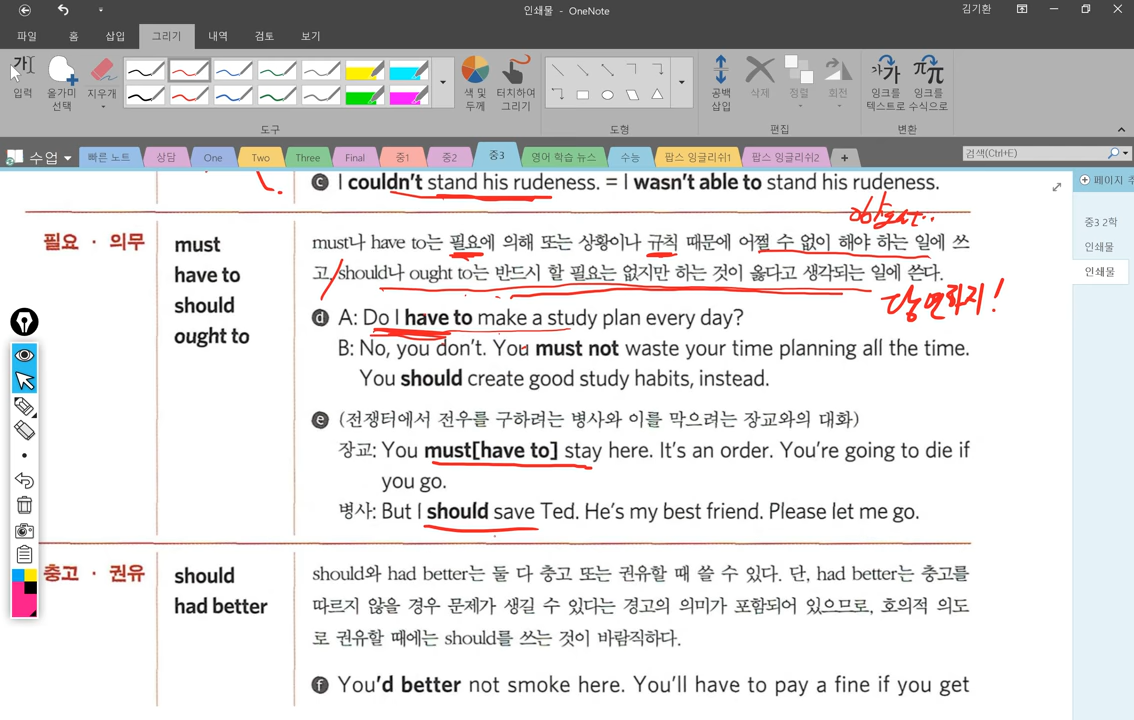 인쇄물 - OneNote
김기환
파일 홈 삽입 그리기 내역 검토 보기
입력
올가미 선택
지우개
색 및 두께
터치하여 그리기
공백 삽입
삭제
정렬
회전
잉크를 텍스트로
잉크를 수식으로
도구 도형 편집 변환
수업 빠른 노트 상담 One Two Three Final 중1 중2 중3 영어 학습 뉴스 수능 팝스 잉글리쉬1 팝스 잉글리쉬2
검색(Ctrl+E)
페이지 추
중3 2학
인쇄물
인쇄물
c I couldn't stand his rudeness. = I wasn't able to stand his rudeness.
필요 · 의무
must
have to
should
ought to
must나 have to는 필요에 의해 또는 상황이나 규칙 때문에 어쩔 수 없이 해야 하는 일에 쓰
고, should나 ought to는 반드시 할 필요는 없지만 하는 것이 옳다고 생각되는 일에 쓴다.
당연하지!
d A: Do I have to make a study plan every day?
B: No, you don't. You must not waste your time planning all the time.
You should create good study habits, instead.
e (전쟁터에서 전우를 구하려는 병사와 이를 막으려는 장교와의 대화)
장교: You must[have to] stay here. It's an order. You're going to die if
you go.
병사: But I should save Ted. He's my best friend. Please let me go.
충고 · 권유
should
had better
should와 had better는 둘 다 충고 또는 권유할 때 쓸 수 있다. 단, had better는 충고를
따르지 않을 경우 문제가 생길 수 있다는 경고의 의미가 포함되어 있으므로, 호의적 의도
로 권유할 때에는 should를 쓰는 것이 바람직하다.
f You'd better not smoke here. You'll have to pay a fine if you get